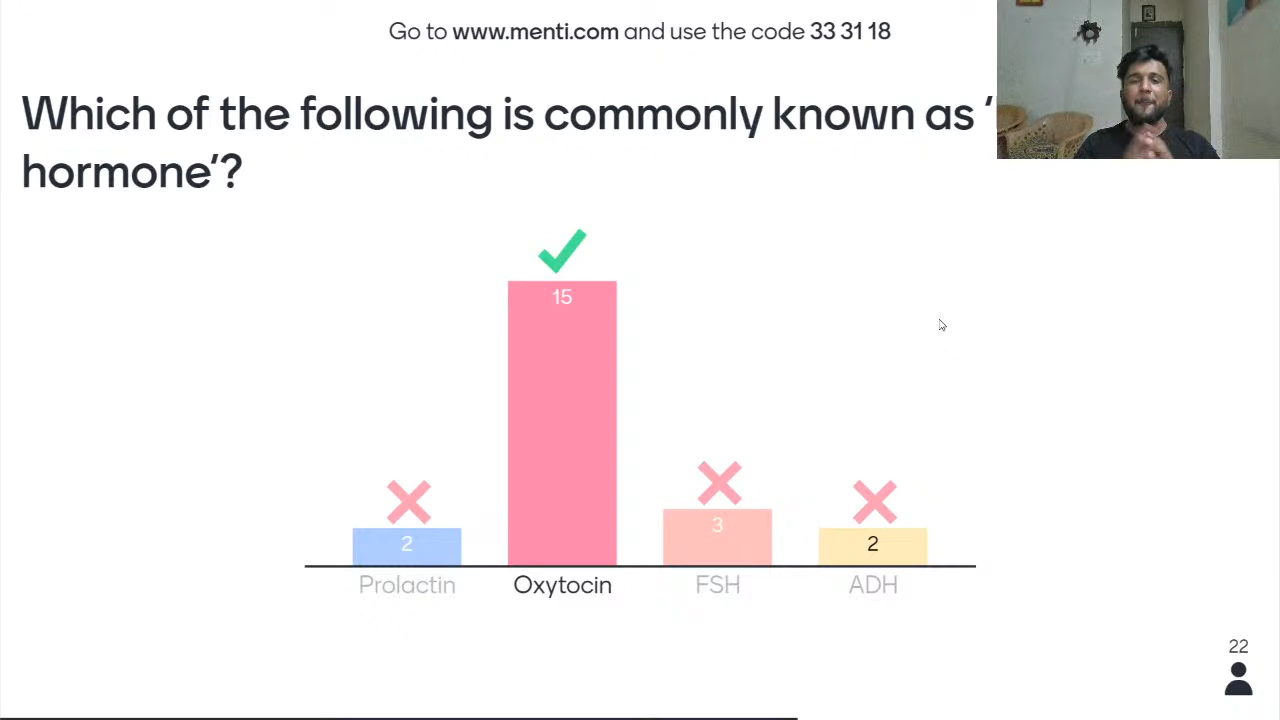 Go to www.menti.com and use the code 33 31 18
Which of the following is commonly known as ‘
hormone’?
15
3
2
2
Prolactin
Oxytocin
FSH
ADH
22